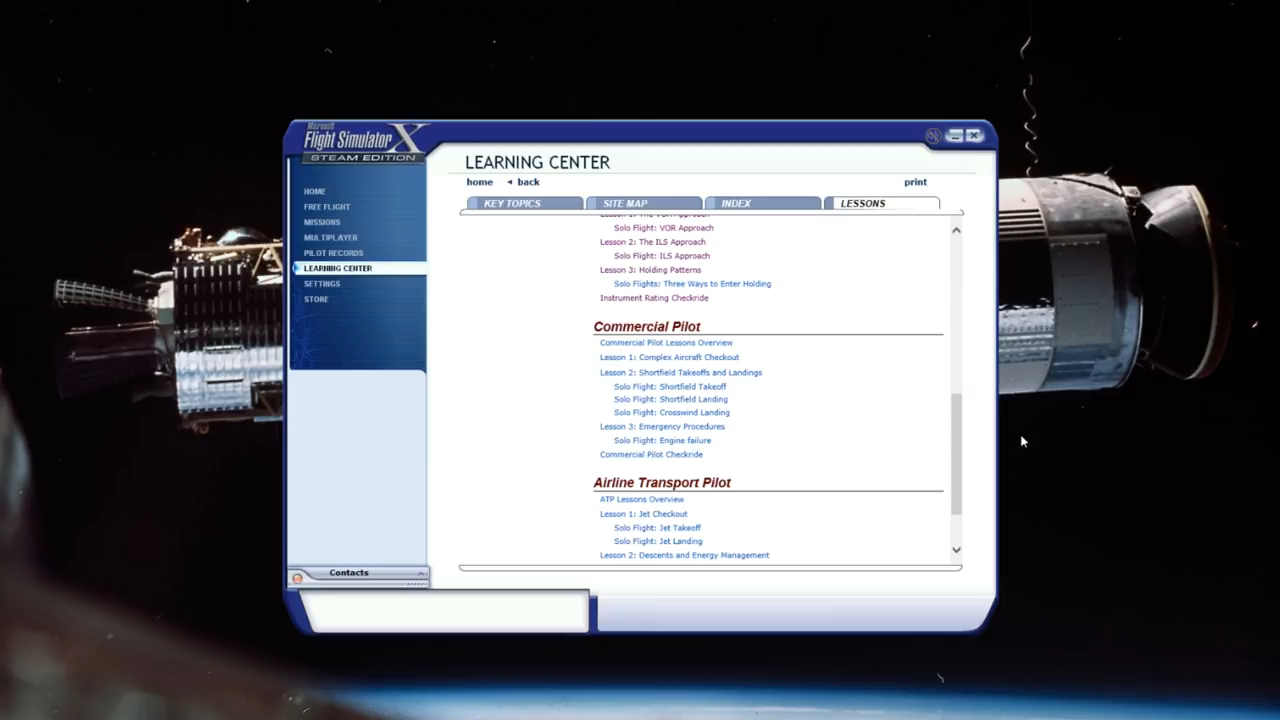 Microsoft
Flight Simulator X
STEAM EDITION
HOME
FREE FLIGHT
MISSIONS
MULTIPLAYER
PILOT RECORDS
LEARNING CENTER
SETTINGS
STORE
Contacts
LEARNING CENTER
home
back
print
KEY TOPICS
SITE MAP
INDEX
LESSONS
Lesson 1: The VOR Approach
Solo Flight: VOR Approach
Lesson 2: The ILS Approach
Solo Flight: ILS Approach
Lesson 3: Holding Patterns
Solo Flights: Three Ways to Enter Holding
Instrument Rating Checkride
Commercial Pilot
Commercial Pilot Lessons Overview
Lesson 1: Complex Aircraft Checkout
Lesson 2: Shortfield Takeoffs and Landings
Solo Flight: Shortfield Takeoff
Solo Flight: Shortfield Landing
Solo Flight: Crosswind Landing
Lesson 3: Emergency Procedures
Solo Flight: Engine failure
Commercial Pilot Checkride
Airline Transport Pilot
ATP Lessons Overview
Lesson 1: Jet Checkout
Solo Flight: Jet Takeoff
Solo Flight: Jet Landing
Lesson 2: Descents and Energy Management